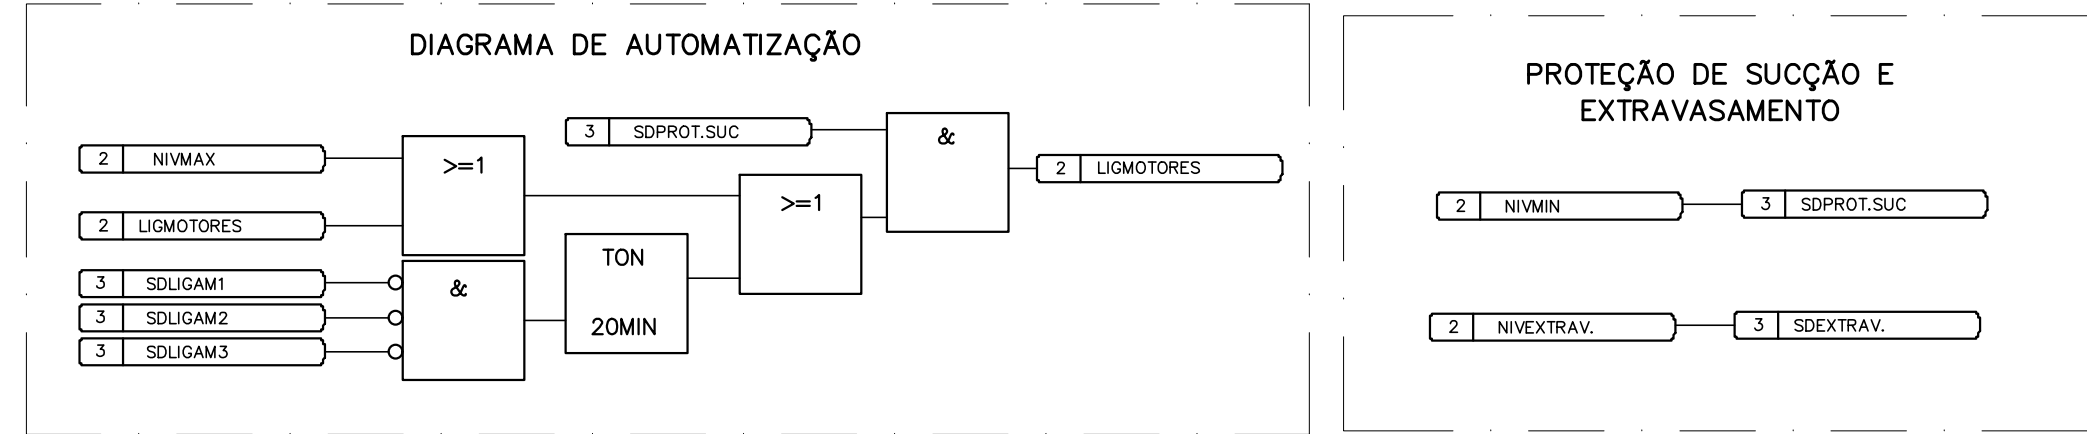 DIAGRAMA DE AUTOMATIZAÇÃO
3 SDPROT.SUC
&
2 NIVMAX
>=1
2 LIGMOTORES
2 LIGMOTORES
>=1
3 SDLIGAM1
3 SDLIGAM2
3 SDLIGAM3
&
TON
20MIN
PROTEÇÃO DE SUCÇÃO E
EXTRAVASAMENTO
2 NIVMIN
3 SDPROT.SUC
2 NIVEXTRAV.
3 SDEXTRAV.